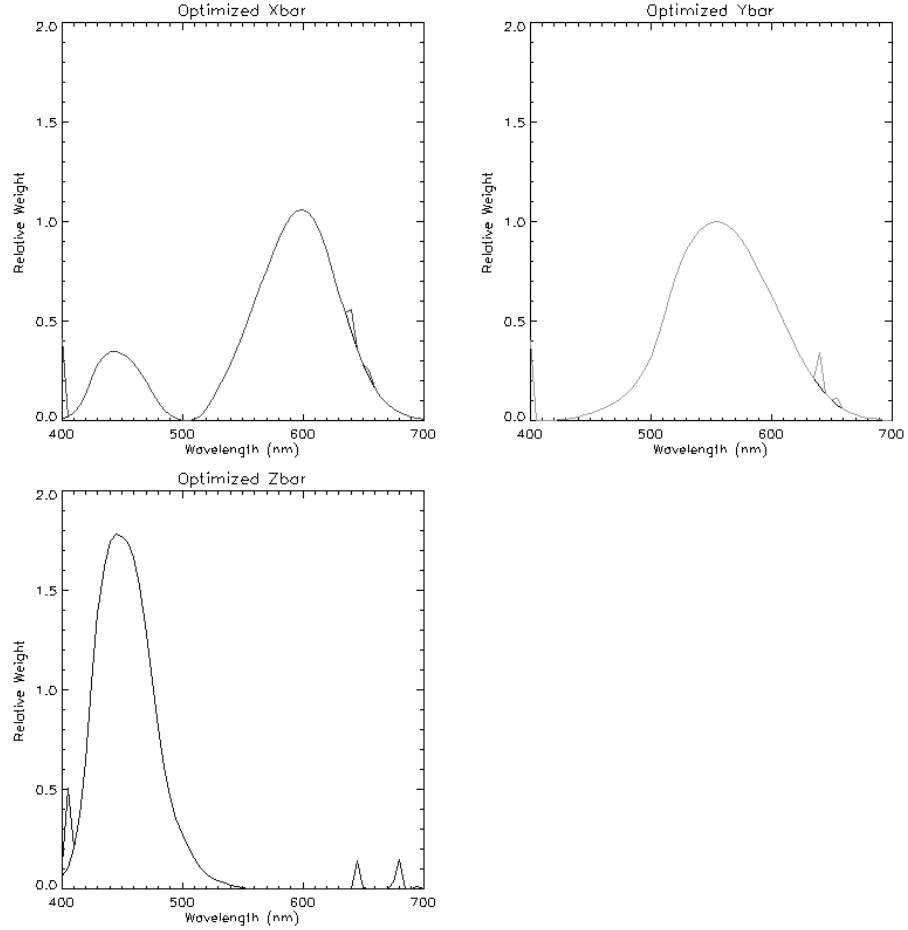 Optimized Xbar
2.0
1.5
1.0
0.5
0.0
Relative Weight
400 500 600 700
Wavelength (nm)
Optimized Ybar
2.0
1.5
1.0
0.5
0.0
Relative Weight
400 500 600 700
Wavelength (nm)
Optimized Zbar
2.0
1.5
1.0
0.5
0.0
Relative Weight
400 500 600 700
Wavelength (nm)